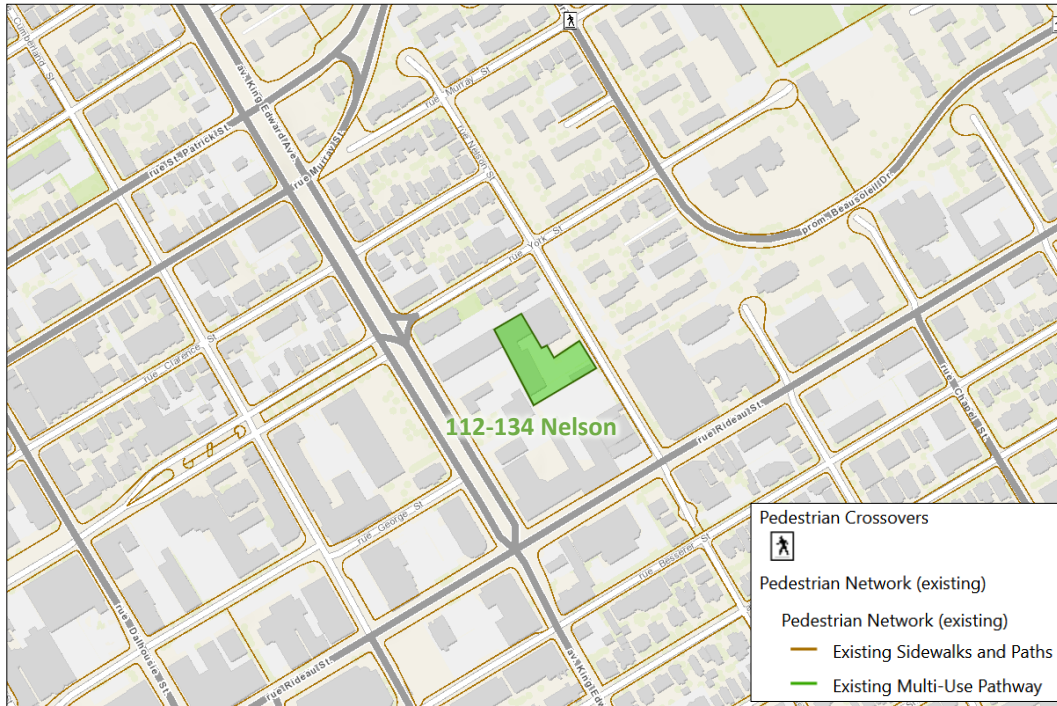 Cumberland St
av. King Edward Ave.
rue Murray St
rue St. Patrick St.
rue Murray St.
rue Nelson St
rue York St
prom. Beausoleil Dr.
rue Clarence St
112-134 Nelson
rue Rideau St.
rue Chapel St.
rue George St
rue Besserer St
rue Dalhousie St.
rue Rideau St.
av. King Edw
Pedestrian Crossovers
Pedestrian Network (existing)
Pedestrian Network (existing)
Existing Sidewalks and Paths
Existing Multi-Use Pathway